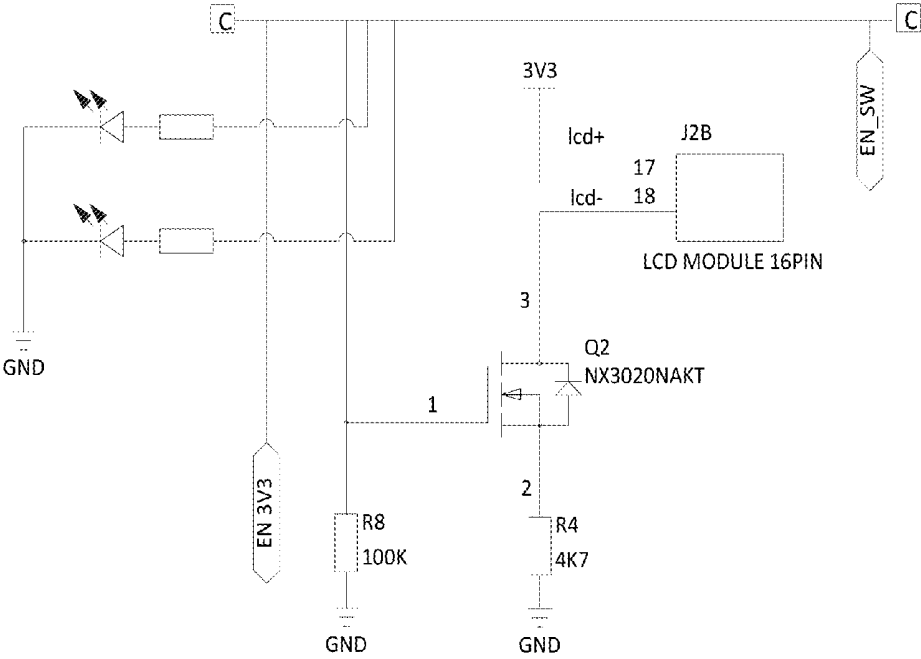 C
C
3V3
EN_SW
lcd+
J2B
17
lcd-
18
LCD MODULE 16PIN
3
Q2
GND
NX3020NAKT
1
2
EN 3V3
R8
R4
100K
4K7
GND
GND